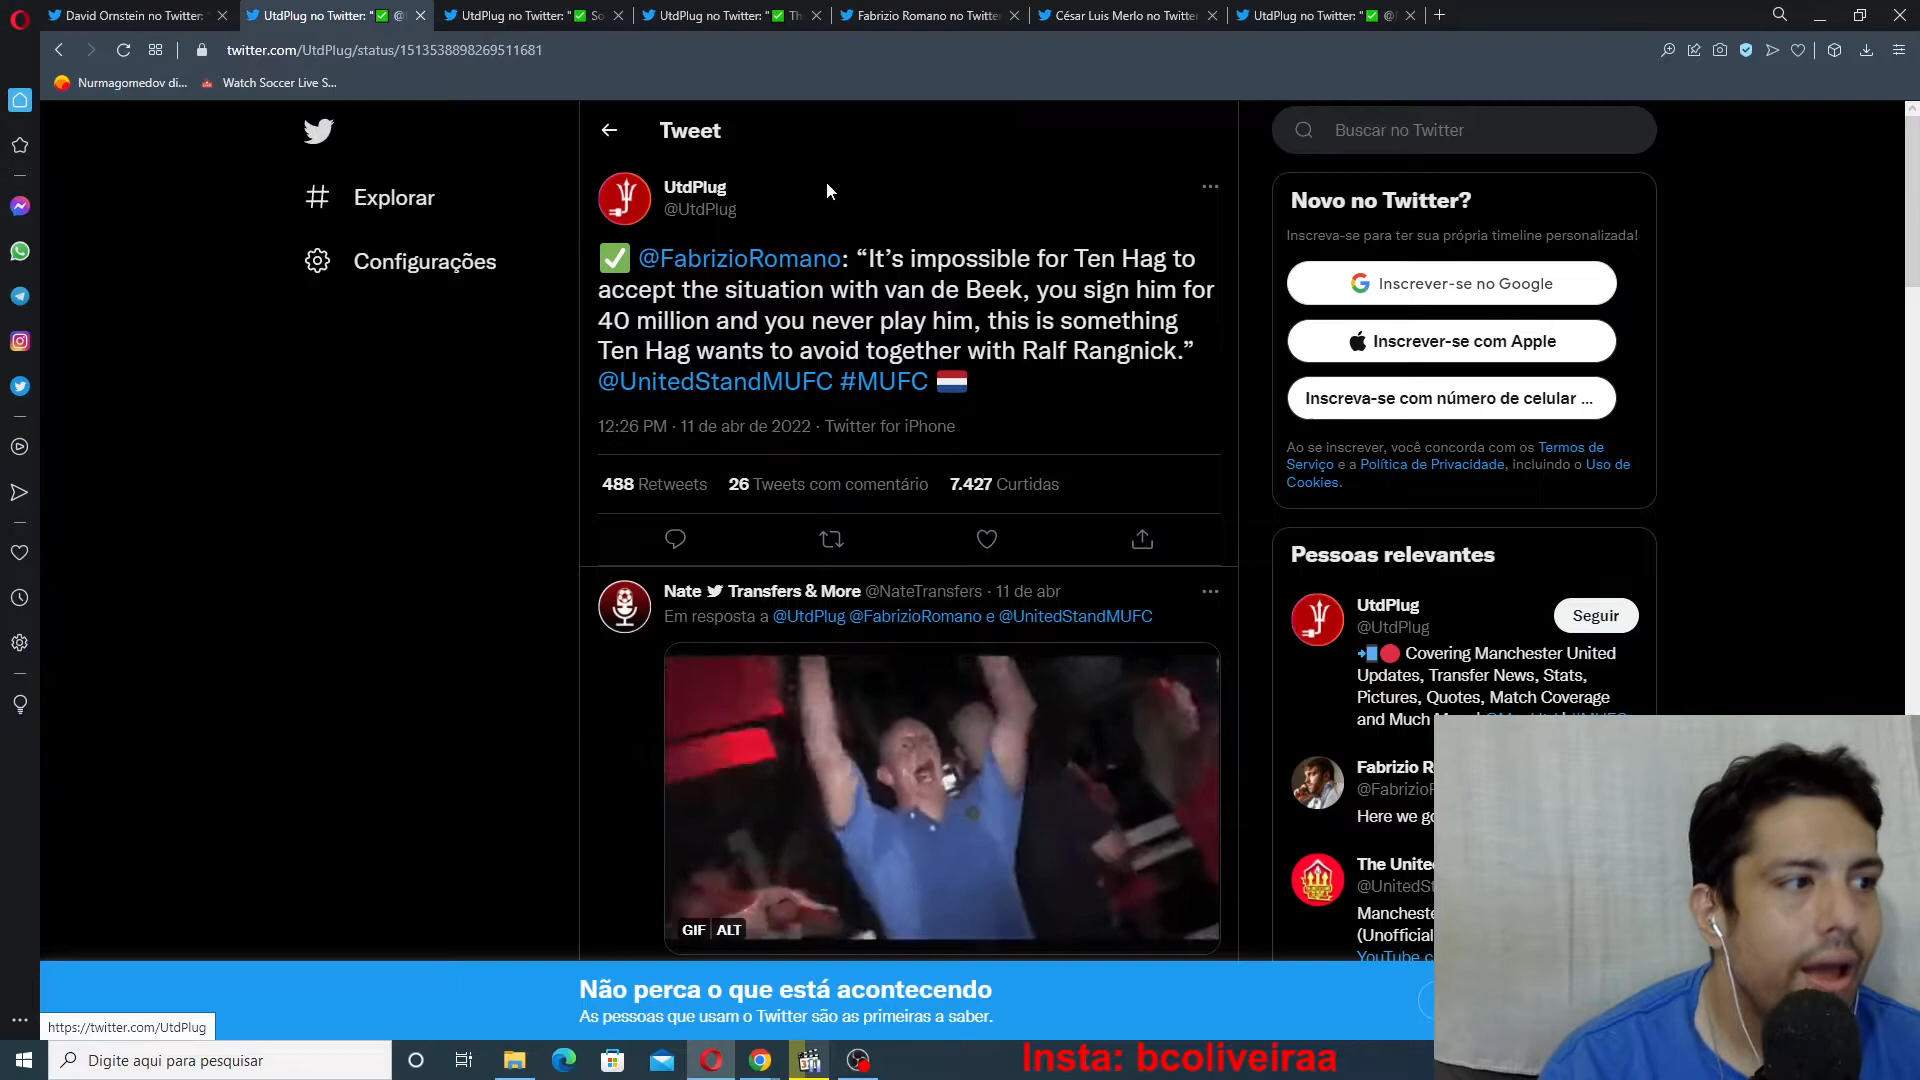 David Ornstein no Twitter:
UtdPlug no Twitter: "✅ @
UtdPlug no Twitter: "✅ So
UtdPlug no Twitter: "✅ Th
Fabrizio Romano no Twitter
César Luis Merlo no Twitter
UtdPlug no Twitter: "✅ @
twitter.com/UtdPlug/status/1513538898269511681
Nurmagomedov di...
Watch Soccer Live S...
Explorar
Configurações
Tweet
UtdPlug
@UtdPlug
✅ @FabrizioRomano: “It’s impossible for Ten Hag to
accept the situation with van de Beek, you sign him for
40 million and you never play him, this is something
Ten Hag wants to avoid together with Ralf Rangnick.”
@UnitedStandMUFC #MUFC 🇳🇱
12:26 PM · 11 de abr de 2022 · Twitter for iPhone
488 Retweets 26 Tweets com comentário 7.427 Curtidas
Nate Transfers & More @NateTransfers · 11 de abr
Em resposta a @UtdPlug @FabrizioRomano e @UnitedStandMUFC
GIF ALT
Buscar no Twitter
Novo no Twitter?
Inscreva-se para ter sua própria timeline personalizada!
Inscrever-se no Google
Inscrever-se com Apple
Inscreva-se com número de celular ...
Ao se inscrever, você concorda com os Termos de
Serviço e a Política de Privacidade, incluindo o Uso de
Cookies.
Pessoas relevantes
UtdPlug
@UtdPlug
Seguir
📲🔴 Covering Manchester United
Updates, Transfer News, Stats,
Pictures, Quotes, Match Coverage
and Much
Fabrizio R
@FabrizioR
Here we go
The Unite
@UnitedSt
Manchest
(Unofficial
YouTube c
Não perca o que está acontecendo
As pessoas que usam o Twitter são as primeiras a saber.
https://twitter.com/UtdPlug
Digite aqui para pesquisar
Insta: bcoliveiraa